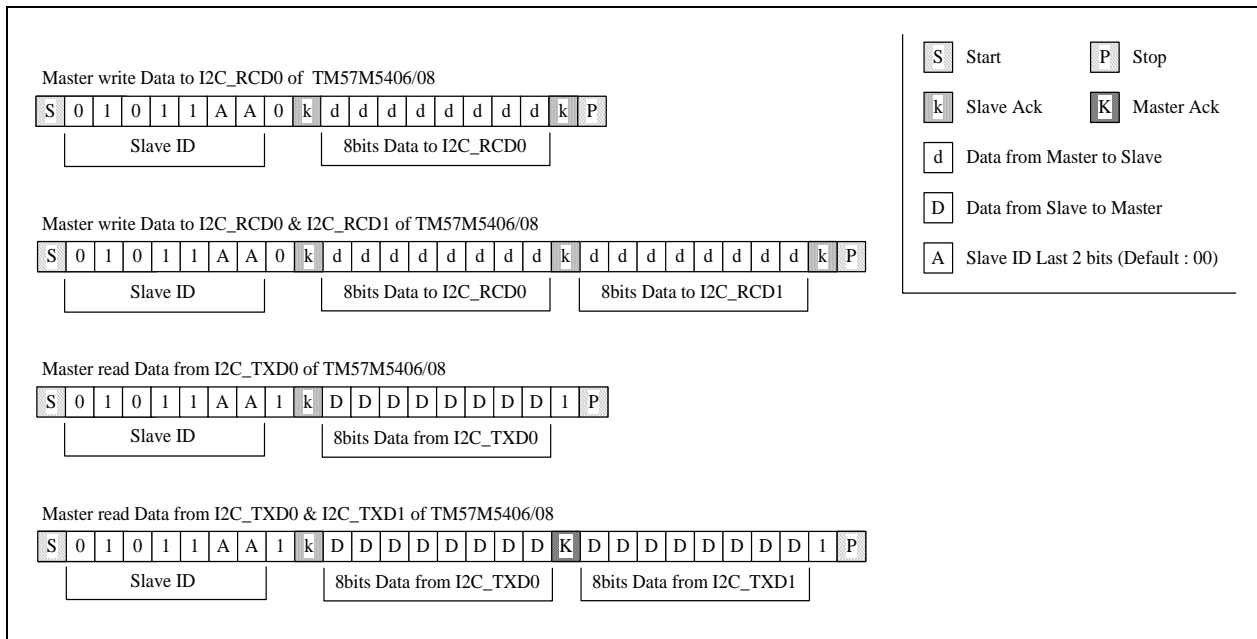 Master write Data to I2C_RCD0 of TM57M5406/08
S 0 1 0 1 1 A A 0 k d d d d d d d d k P
Slave ID 8bits Data to I2C_RCD0
Master write Data to I2C_RCD0 & I2C_RCD1 of TM57M5406/08
S 0 1 0 1 1 A A 0 k d d d d d d d d k d d d d d d d d k P
Slave ID 8bits Data to I2C_RCD0 8bits Data to I2C_RCD1
Master read Data from I2C_TXD0 of TM57M5406/08
S 0 1 0 1 1 A A 1 k D D D D D D D D 1 P
Slave ID 8bits Data from I2C_TXD0
Master read Data from I2C_TXD0 & I2C_TXD1 of TM57M5406/08
S 0 1 0 1 1 A A 1 k D D D D D D D D K D D D D D D D D 1 P
Slave ID 8bits Data from I2C_TXD0 8bits Data from I2C_TXD1
S Start P Stop
k Slave Ack K Master Ack
d Data from Master to Slave
D Data from Slave to Master
A Slave ID Last 2 bits (Default : 00)